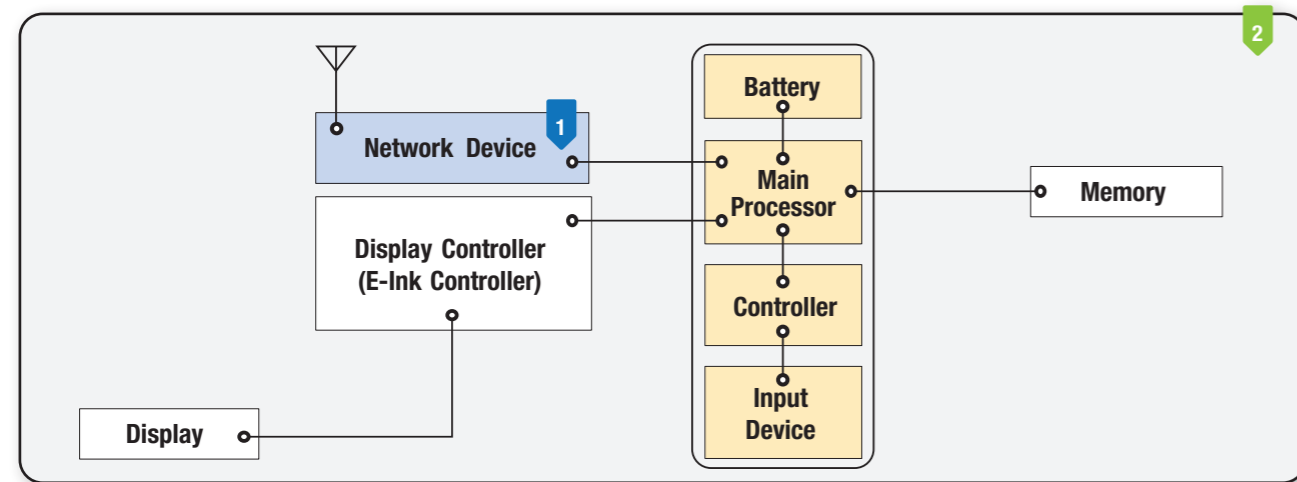 2
Battery
1
Network Device
Main
Processor
Memory
Display Controller
(E-Ink Controller)
Controller
Input
Device
Display